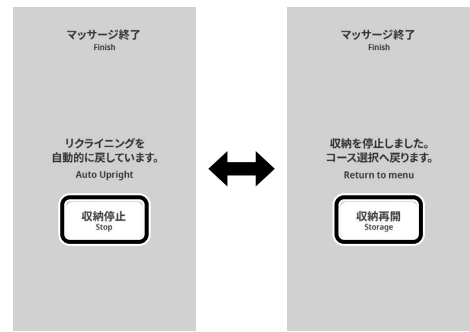 マッサージ終了
Finish
リクライニングを
自動的に戻しています。
Auto Upright
収納停止
Stop
マッサージ終了
Finish
収納を停止しました。
コース選択へ戻ります。
Return to menu
収納再開
Storage